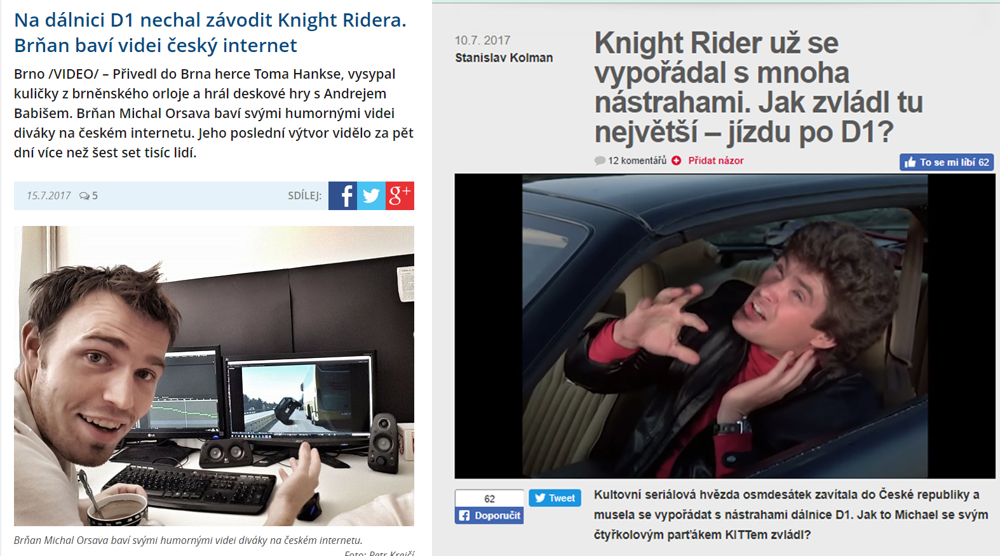 Na dálnici D1 nechal závodit Knight Ridera.
Brňan baví videi český internet
Brno /VIDEO/ – Přivedl do Brna herce Toma Hankse, vysypal
kuličky z brněnského orloje a hrál deskové hry s Andrejem
Babišem. Brňan Michal Orsava baví svými humornými videi
diváky na českém internetu. Jeho poslední výtvor vidělo za pět
dní více než šest set tisíc lidí.
15.7.2017 5 SDÍLEJ: f g+
LG
Brňan Michal Orsava baví svými humornými videi diváky na českém internetu.
Foto: Petr Krejčí
10.7. 2017
Stanislav Kolman
Knight Rider už se
vypořádal s mnoha
nástrahami. Jak zvládl tu
největší – jízdu po D1?
12 komentářů Přidat názor To se mi líbí 62
62
Doporučit
Tweet
Kultovní seriálová hvězda osmdesátek zavítala do České republiky a
musela se vypořádat s nástrahami dálnice D1. Jak to Michael se svým
čtyřkolovým parťákem KITTem zvládl?